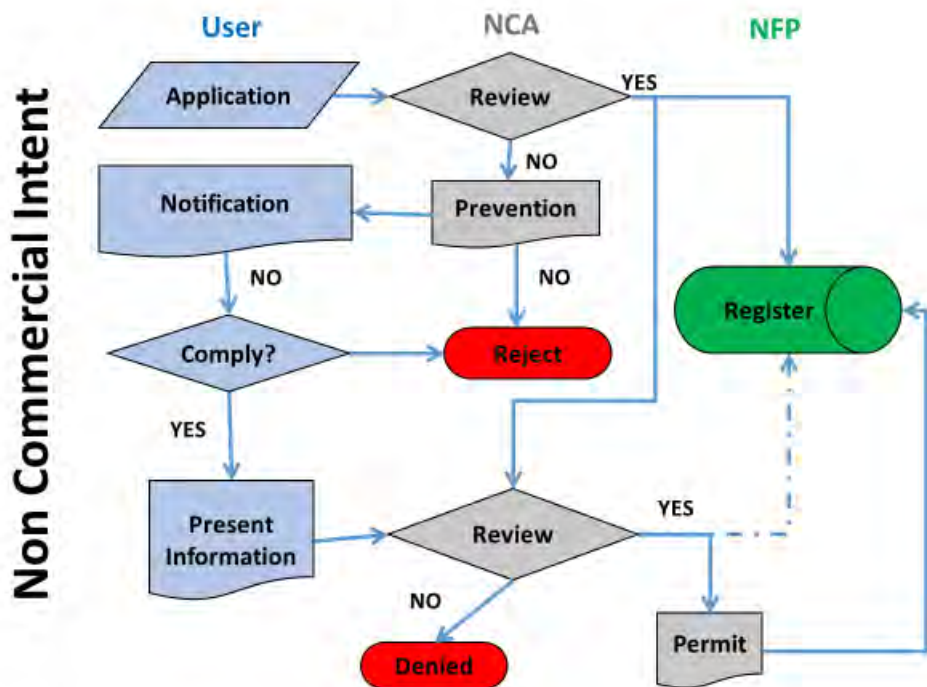 User
NCA
NFP
Non Commercial Intent
Application
Review
YES
NO
Notification
Prevention
NO
NO
Register
Comply?
Reject
YES
Present
Information
Review
YES
NO
Denied
Permit